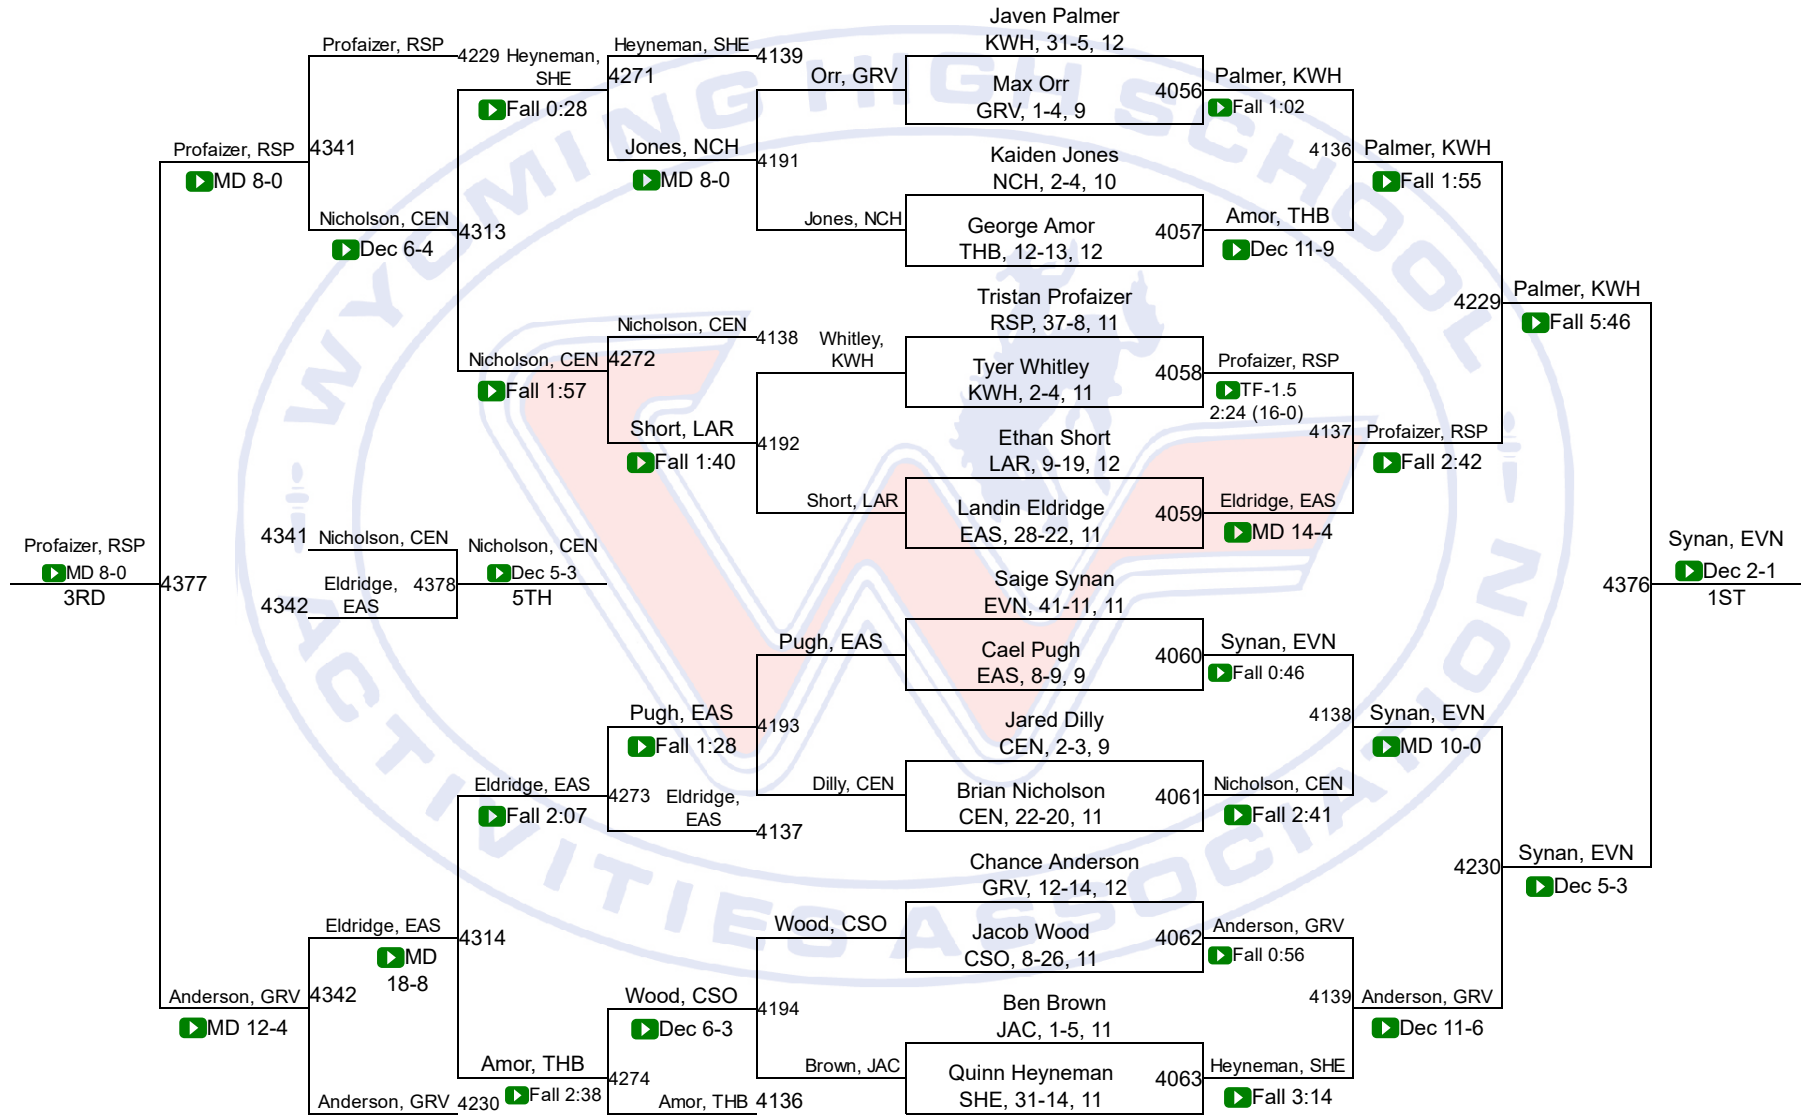 WYOMING HIGH SCHOOL
ACTIVITIES ASSOCIATION
Profaizer, RSP
4229
4341
Profaizer, RSP
MD 8-0
Nicholson, CEN
Dec 6-4
4313
Heyneman,
SHE
Fall 0:28
4271
Heyneman, SHE
4139
Jones, NCH
MD 8-0
4191
Orr, GRV
Jones, NCH
Nicholson, CEN
Fall 1:57
4272
Nicholson, CEN
4138
Short, LAR
Fall 1:40
4192
Whitley,
KWH
Short, LAR
Profaizer, RSP
MD 8-0
3RD
4377
4341
Nicholson, CEN
4342
Eldridge,
EAS
4378
Nicholson, CEN
Dec 5-3
5TH
Pugh, EAS
Dilly, CEN
4193
Pugh, EAS
Fall 1:28
Eldridge, EAS
Fall 2:07
4273
Eldridge,
EAS
4137
Eldridge, EAS
MD
18-8
4314
Anderson, GRV
MD 12-4
4342
Anderson, GRV
4230
Amor, THB
Fall 2:38
4274
Wood, CSO
Dec 6-3
4194
Amor, THB
4136
Wood, CSO
Brown, JAC
Javen Palmer
KWH, 31-5, 12
Max Orr
GRV, 1-4, 9
4056
Palmer, KWH
Fall 1:02
Kaiden Jones
NCH, 2-4, 10
George Amor
THB, 12-13, 12
4057
Amor, THB
Dec 11-9
4136
Palmer, KWH
Fall 1:55
Tristan Profaizer
RSP, 37-8, 11
Tyer Whitley
KWH, 2-4, 11
4058
Profaizer, RSP
TF-1.5
2:24 (16-0)
Ethan Short
LAR, 9-19, 12
Landin Eldridge
EAS, 28-22, 11
4059
Eldridge, EAS
MD 14-4
4137
Profaizer, RSP
Fall 2:42
4229
Palmer, KWH
Fall 5:46
Saige Synan
EVN, 41-11, 11
Cael Pugh
EAS, 8-9, 9
4060
Synan, EVN
Fall 0:46
Jared Dilly
CEN, 2-3, 9
Brian Nicholson
CEN, 22-20, 11
4061
Nicholson, CEN
Fall 2:41
4138
Synan, EVN
MD 10-0
Chance Anderson
GRV, 12-14, 12
Jacob Wood
CSO, 8-26, 11
4062
Anderson, GRV
Fall 0:56
Ben Brown
JAC, 1-5, 11
Quinn Heyneman
SHE, 31-14, 11
4063
Heyneman, SHE
Fall 3:14
4139
Anderson, GRV
Dec 11-6
4230
Synan, EVN
Dec 5-3
4376
Synan, EVN
Dec 2-1
1ST